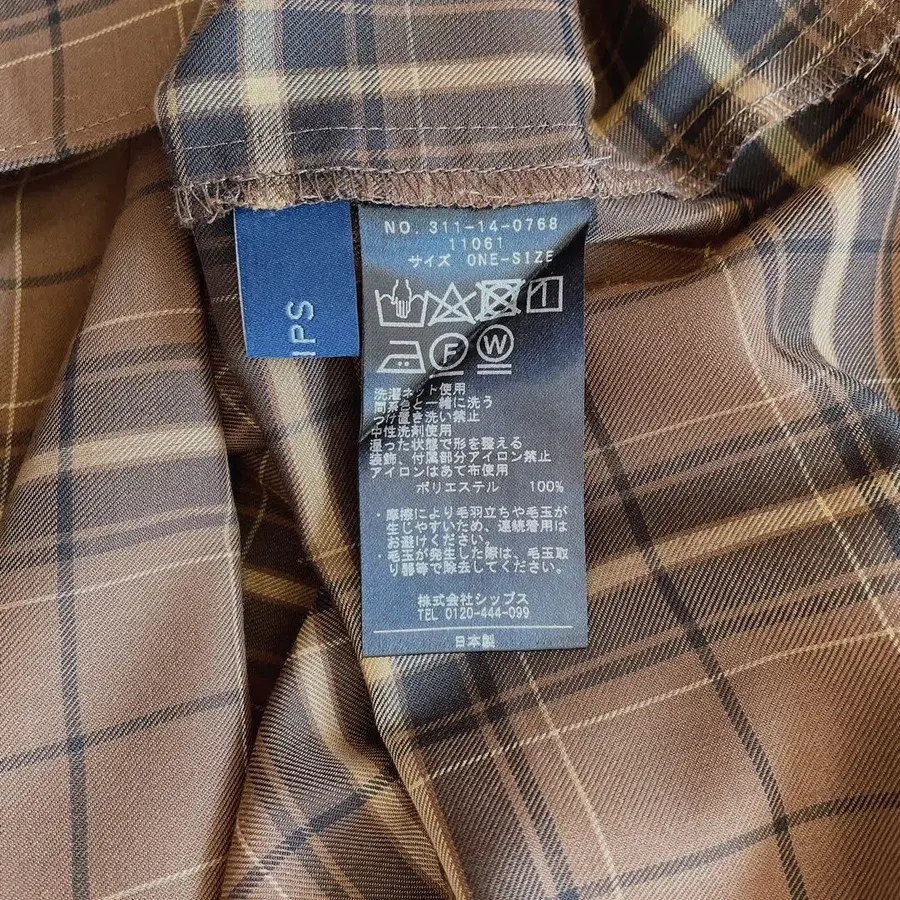 NO. 311-14-0768
11061
サイズ ONE-SIZE
1
F
W
IPS
洗濯ネット使用
同系色と一緒に洗う
つけ置き洗い禁止
中性洗剤使用
湿った状態で形を整える
装飾、付属部分アイロン禁止
アイロンはあて布使用
ポリエステル 100%
・摩擦により毛羽立ちや毛玉が
生じやすいため、連続着用は
お避けください。
・毛玉が発生した際は、毛玉取
り器等で除去してください。
株式会社シップス
TEL 0120-444-099
日本製